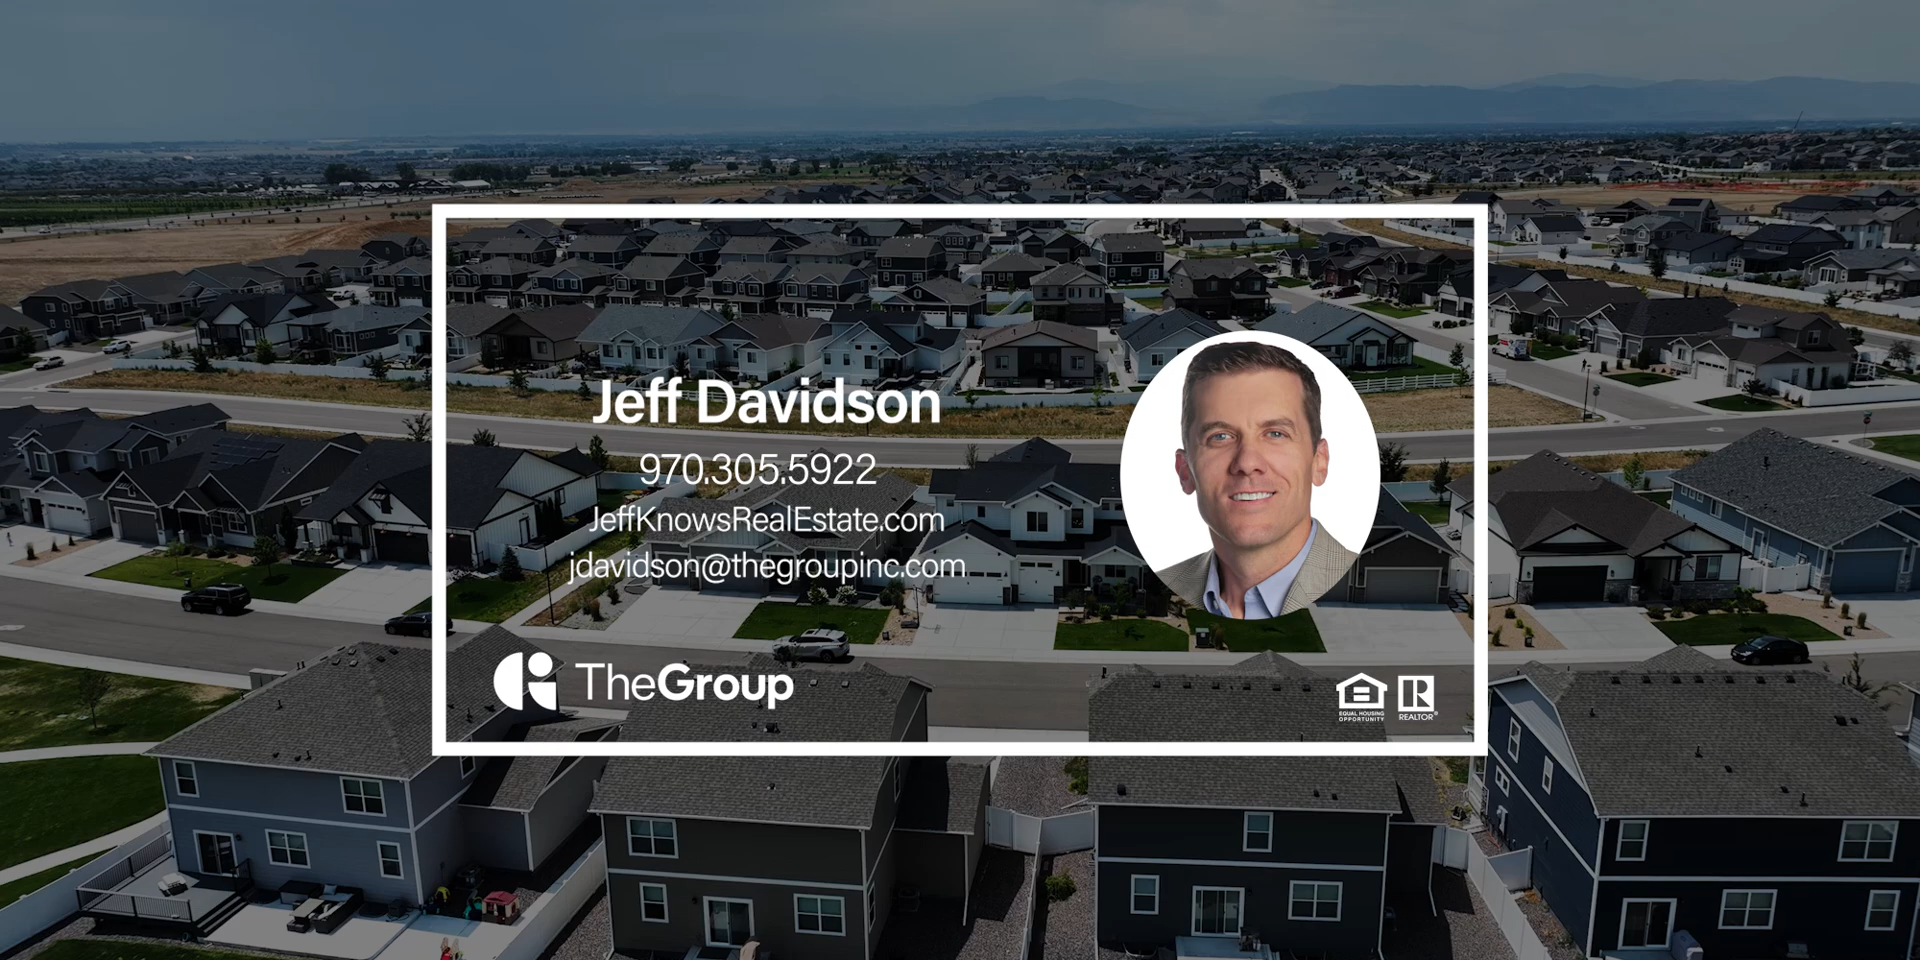 Jeff Davidson
970.305.5922
JeffKnowsRealEstate.com
jdavidson@thegroupinc.com
TheGroup
EQUAL HOUSING
OPPORTUNITY
R
REALTOR®